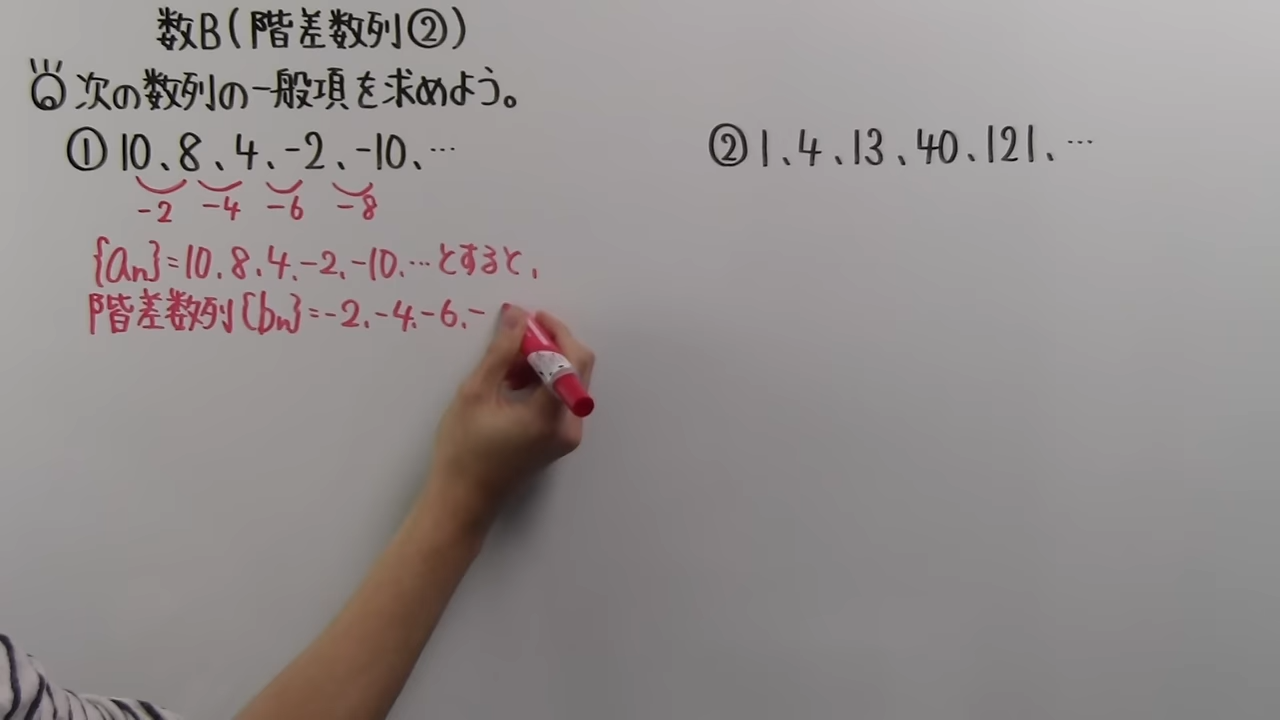 数B(階差数列②)
Q 次の数列の一般項を求めよう。
① 10、8、4、-2、-10、…
-2 -4 -6 -8
{an}=10、8、4、-2、-10、…とすると、
階差数列{bn}=-2、-4、-6、-
② 1、4、13、40、121、…